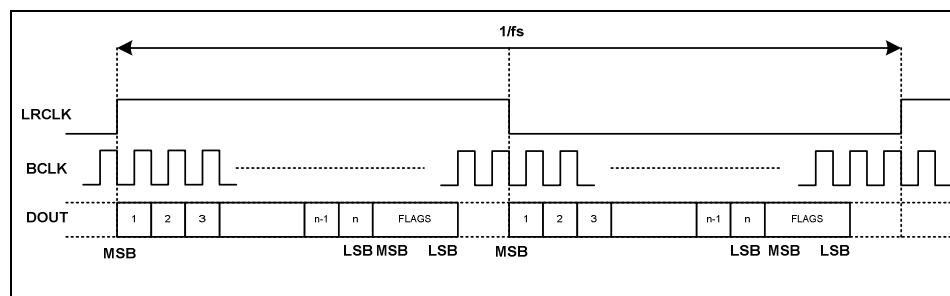 1/fs
LRCLK
BCLK
DOUT 1 2 3 n-1 n FLAGS 1 2 3 n-1 n FLAGS
MSB LSB MSB LSB MSB LSB MSB LSB